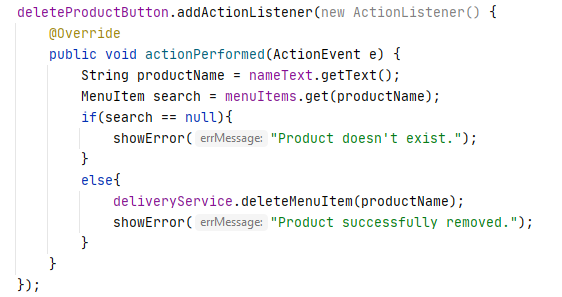 deleteProductButton.addActionListener(new ActionListener() {
    @Override
    public void actionPerformed(ActionEvent e) {
        String productName = nameText.getText();
        MenuItem search = menuItems.get(productName);
        if(search == null){
            showError( errMessage: "Product doesn't exist.");
        }
        else{
            deliveryService.deleteMenuItem(productName);
            showError( errMessage: "Product successfully removed.");
        }
    }
});